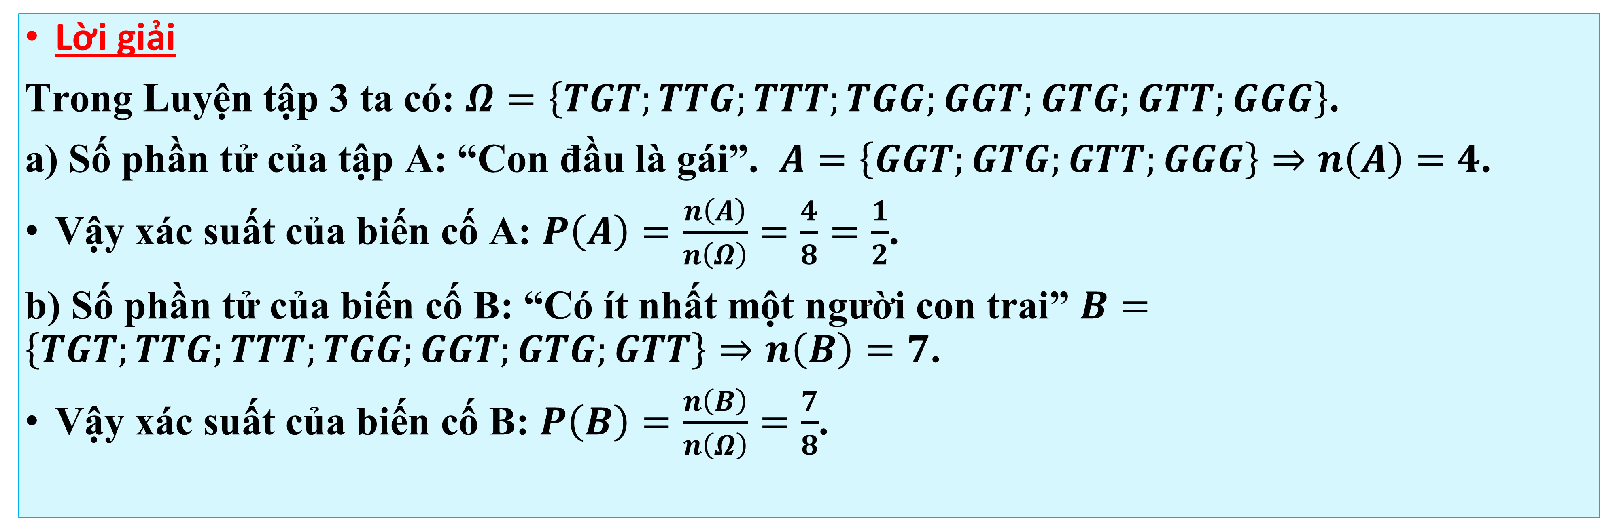 • Lời giải
Trong Luyện tập 3 ta có: Ω = {TGT; TTG; TTT; TGG; GGT; GTG; GTT; GGG}.
a) Số phần tử của tập A: “Con đầu là gái”. A = {GGT; GTG; GTT; GGG} ⇒ n(A) = 4.
• Vậy xác suất của biến cố A: P(A) = n(A)/n(Ω) = 4/8 = 1/2.
b) Số phần tử của biến cố B: “Có ít nhất một người con trai” B =
{TGT; TTG; TTT; TGG; GGT; GTG; GTT} ⇒ n(B) = 7.
• Vậy xác suất của biến cố B: P(B) = n(B)/n(Ω) = 7/8.